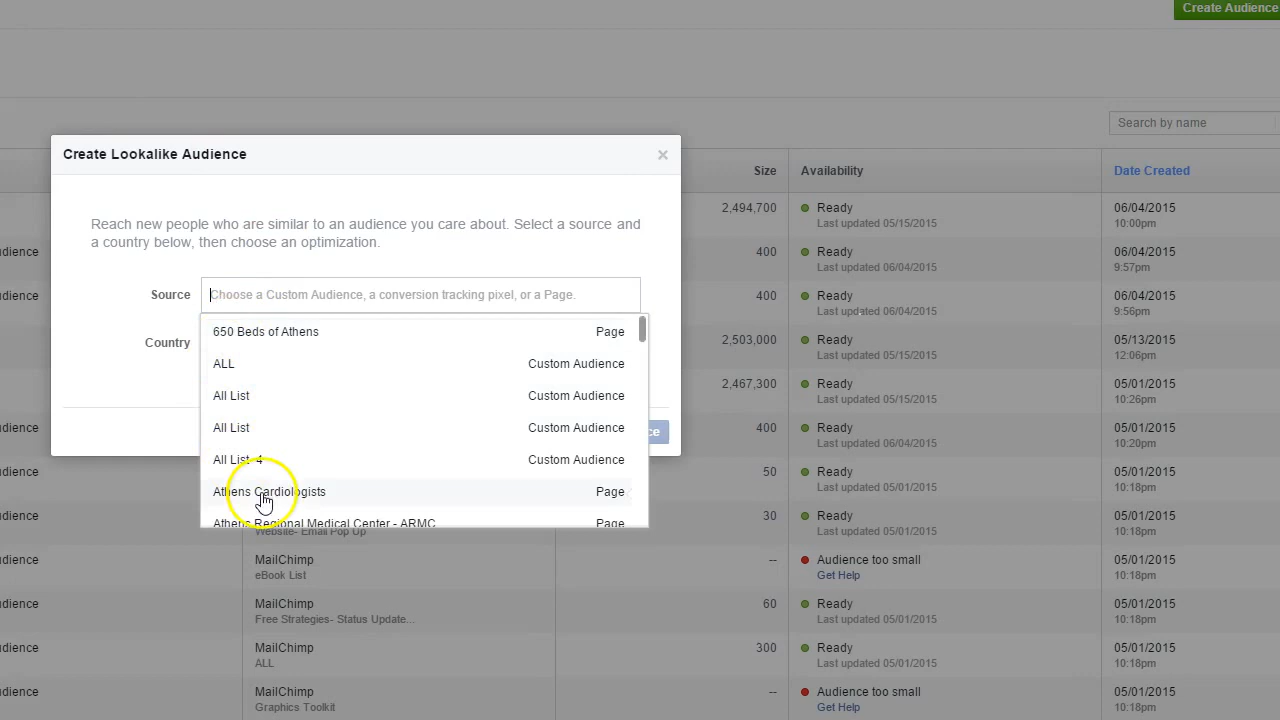 Create Audience
Search by name
Create Lookalike Audience
×
Reach new people who are similar to an audience you care about. Select a source and
a country below, then choose an optimization.
Source
Choose a Custom Audience, a conversion tracking pixel, or a Page.
Country
650 Beds of Athens Page
ALL Custom Audience
All List Custom Audience
All List Custom Audience
All List- 4 Custom Audience
Athens Cardiologists Page
Athens Regional Medical Center - ARMC Page
ce
Size Availability Date Created
2,494,700 Ready 06/04/2015
Last updated 05/15/2015 10:00pm
udience 400 Ready 06/04/2015
Last updated 06/04/2015 9:57pm
udience 400 Ready 06/04/2015
Last updated 05/15/2015 9:56pm
2,503,000 Ready 05/13/2015
Last updated 05/15/2015 12:06pm
2,467,300 Ready 05/01/2015
Last updated 05/15/2015 10:26pm
udience 400 Ready 05/01/2015
Last updated 06/04/2015 10:20pm
udience 50 Ready 05/01/2015
Last updated 05/01/2015 10:18pm
udience 30 Ready 05/01/2015
Website- Email Pop Up Last updated 05/01/2015 10:18pm
udience MailChimp -- Audience too small 05/01/2015
eBook List Get Help 10:18pm
udience MailChimp 60 Ready 05/01/2015
Free Strategies- Status Update... Last updated 05/01/2015 10:18pm
udience MailChimp 300 Ready 05/01/2015
ALL Last updated 05/01/2015 10:18pm
udience MailChimp -- Audience too small 05/01/2015
Graphics Toolkit Get Help 10:18pm